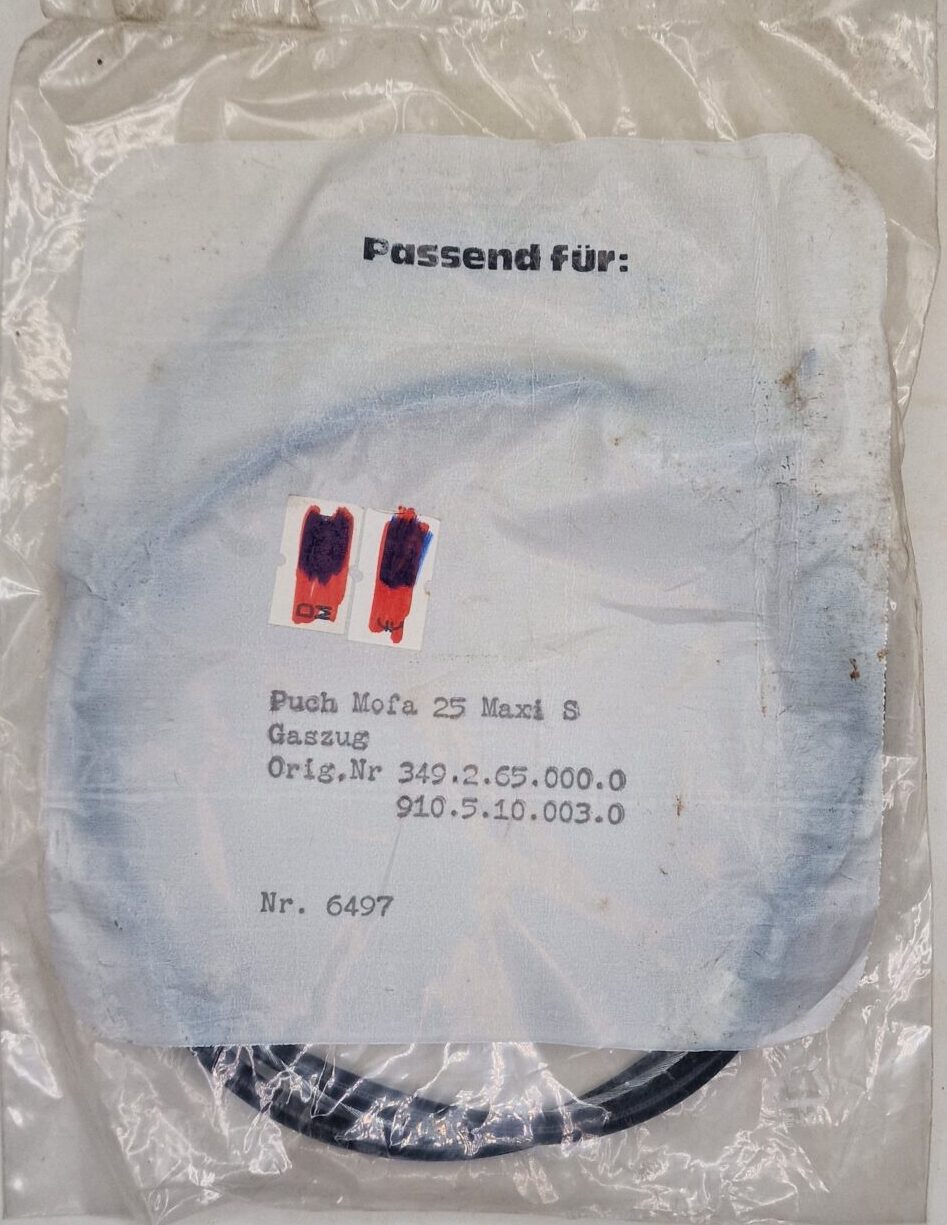 Passend für:
Puch Mofa 25 Maxi S
Gaszug
Orig.Nr 349.2.65.000.0
910.5.10.003.0
Nr. 6497